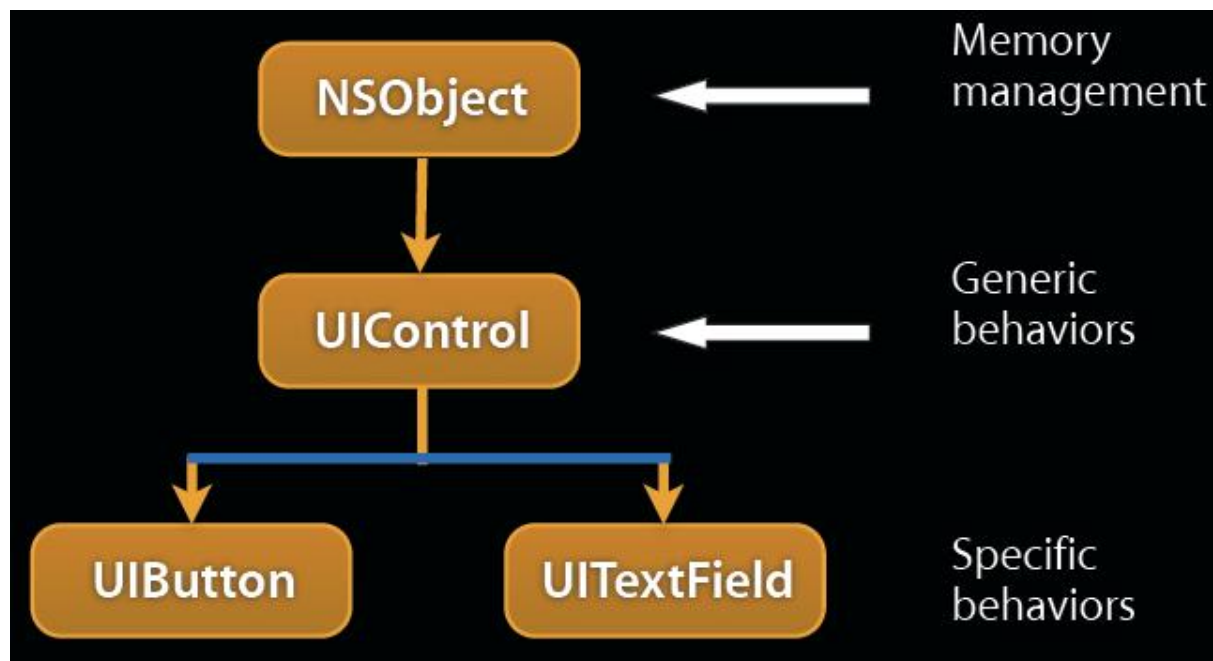 NSObject
Memory
management
UIControl
Generic
behaviors
UIButton
UITextField
Specific
behaviors